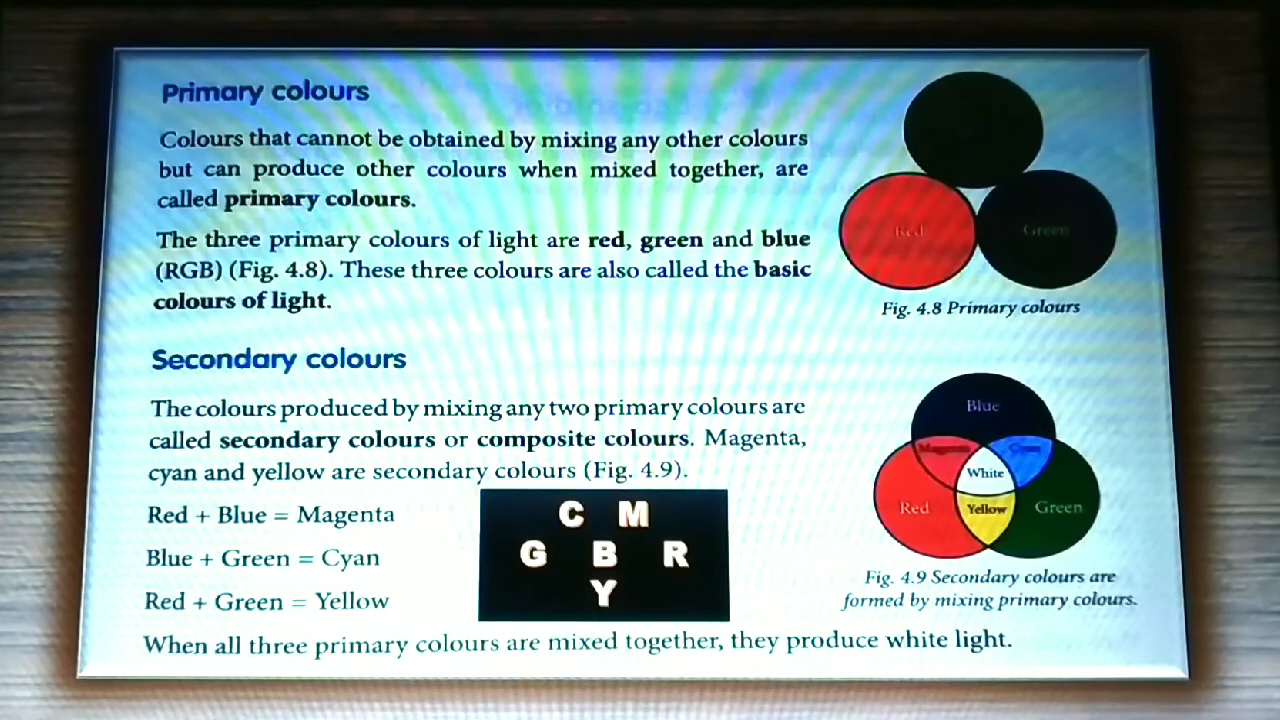 Primary colours
Colours that cannot be obtained by mixing any other colours
but can produce other colours when mixed together, are
called primary colours.
The three primary colours of light are red, green and blue
(RGB) (Fig. 4.8). These three colours are also called the basic
colours of light.
Red
Green
Fig. 4.8 Primary colours
Secondary colours
The colours produced by mixing any two primary colours are
called secondary colours or composite colours. Magenta,
cyan and yellow are secondary colours (Fig. 4.9).
Red + Blue = Magenta
Blue + Green = Cyan
Red + Green = Yellow
C M
G B R
Y
Blue
Magenta Cyan
White
Red Yellow Green
Fig. 4.9 Secondary colours are
formed by mixing primary colours.
When all three primary colours are mixed together, they produce white light.